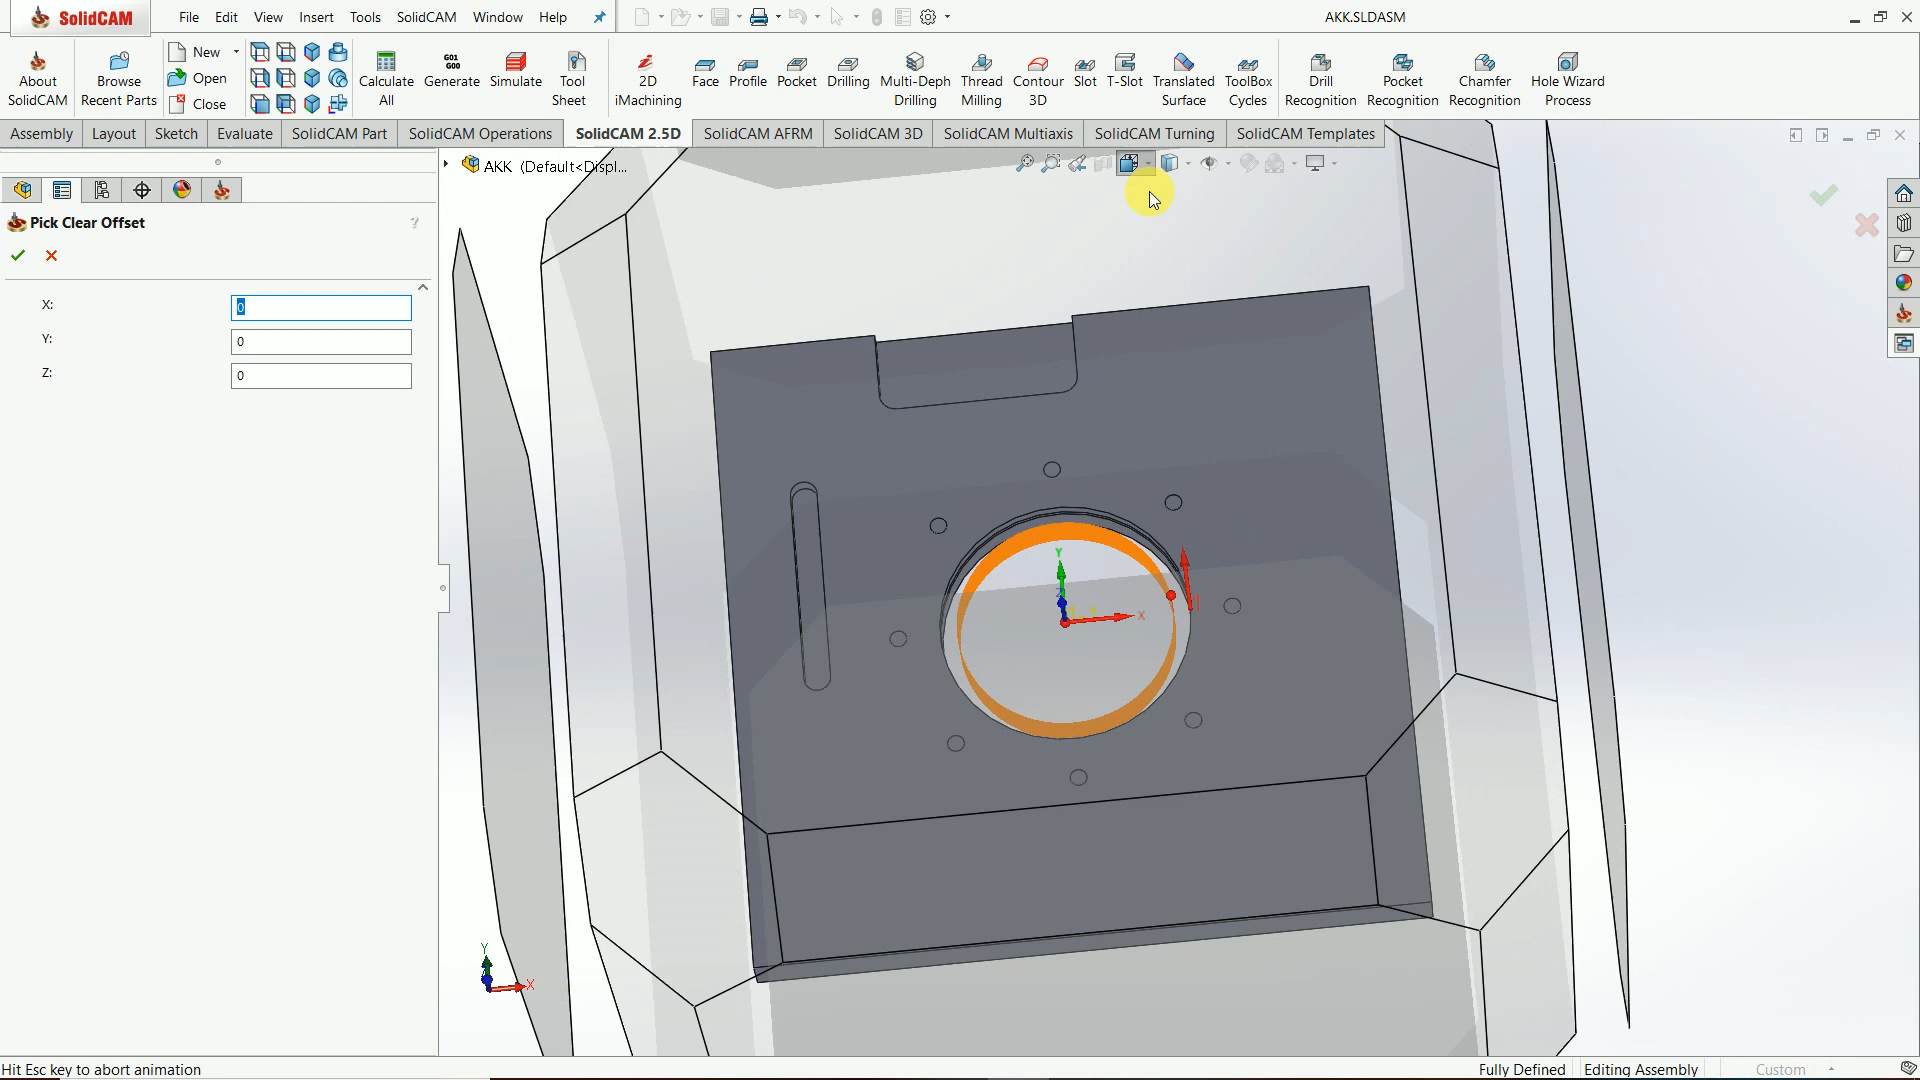 SolidCAM
File Edit View Insert Tools SolidCAM Window Help
AKK.SLDASM
About SolidCAM
Browse Recent Parts
New
Open
Close
Calculate All
G01 G00
Generate
Simulate
Tool Sheet
2D iMachining
Face
Profile
Pocket
Drilling
Multi-Deph Drilling
Thread Milling
Contour 3D
Slot
T-Slot
Translated Surface
ToolBox Cycles
Drill Recognition
Pocket Recognition
Chamfer Recognition
Hole Wizard Process
Assembly Layout Sketch Evaluate SolidCAM Part SolidCAM Operations SolidCAM 2.5D SolidCAM AFRM SolidCAM 3D SolidCAM Multiaxis SolidCAM Turning SolidCAM Templates
AKK (Default<Displ...
Pick Clear Offset
?
X: 0
Y: 0
Z: 0
Y
X
Y
X
Hit Esc key to abort animation
Fully Defined
Editing Assembly
Custom